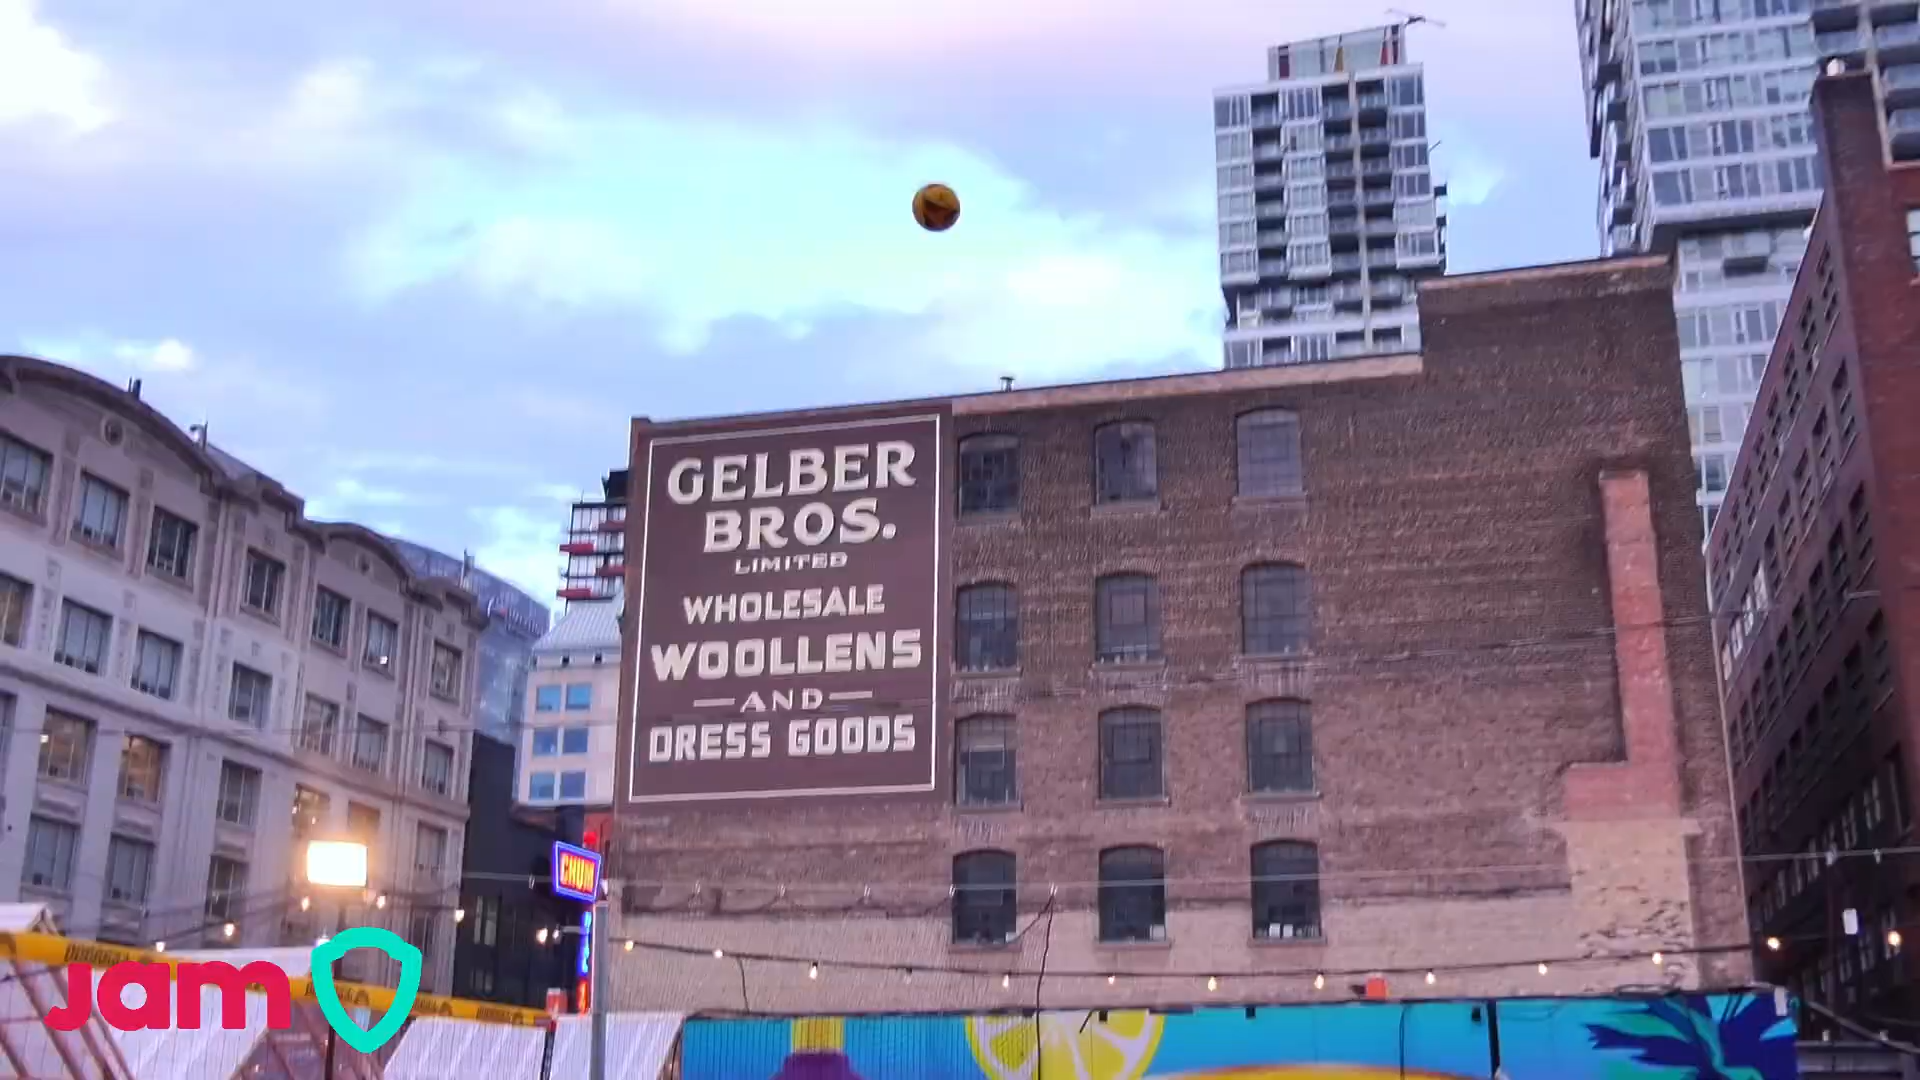 GELBER
BROS.
LIMITED
WHOLESALE
WOOLLENS
AND
DRESS GOODS
CHUM
jam